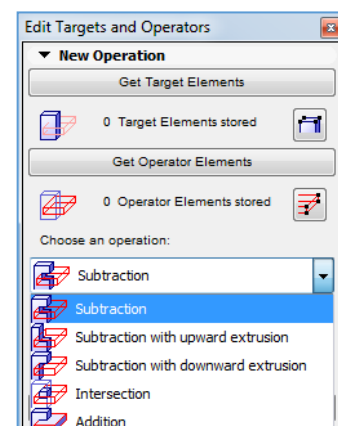 Edit Targets and Operators
New Operation
Get Target Elements
0 Target Elements stored
Get Operator Elements
0 Operator Elements stored
Choose an operation:
Subtraction
Subtraction
Subtraction with upward extrusion
Subtraction with downward extrusion
Intersection
Addition